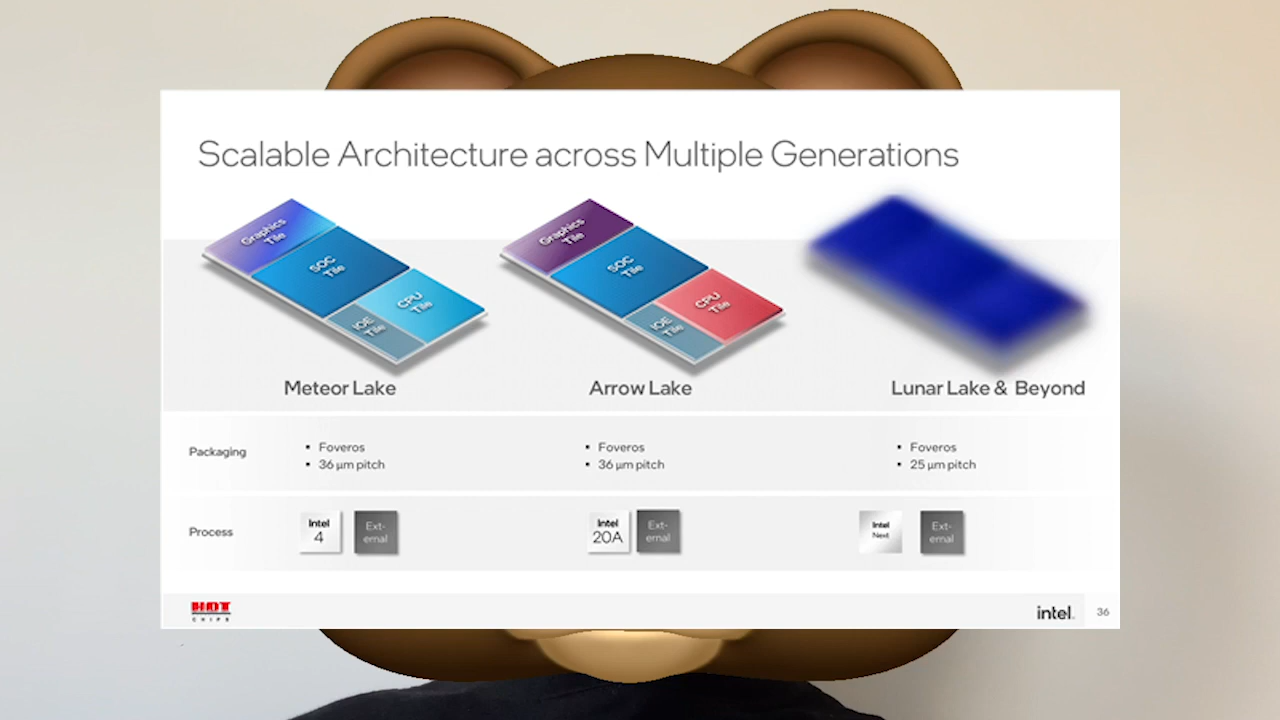 Scalable Architecture across Multiple Generations
Graphics
Tile
SOC
Tile
CPU
Tile
IOE
Tile
Graphics
Tile
SOC
Tile
CPU
Tile
IOE
Tile
Meteor Lake
Arrow Lake
Lunar Lake & Beyond
Packaging
▪ Foveros
▪ 36 µm pitch
▪ Foveros
▪ 36 µm pitch
▪ Foveros
▪ 25 µm pitch
Process
Intel
4
Ext-
ernal
Intel
20A
Ext-
ernal
Intel
Next
Ext-
ernal
HOT
CHIPS
intel.
36